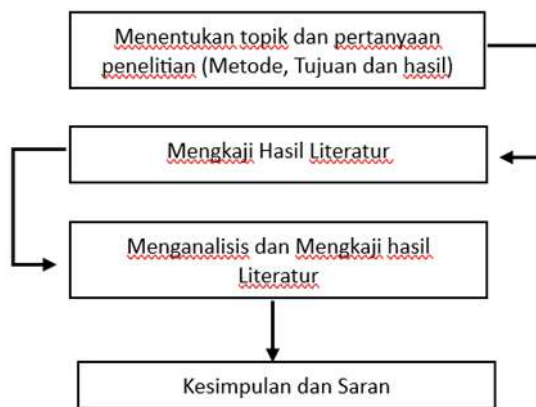 Menentukan topik dan pertanyaan
penelitian (Metode, Tujuan dan hasil)
Mengkaji Hasil Literatur
Menganalisis dan Mengkaji hasil
Literatur
Kesimpulan dan Saran